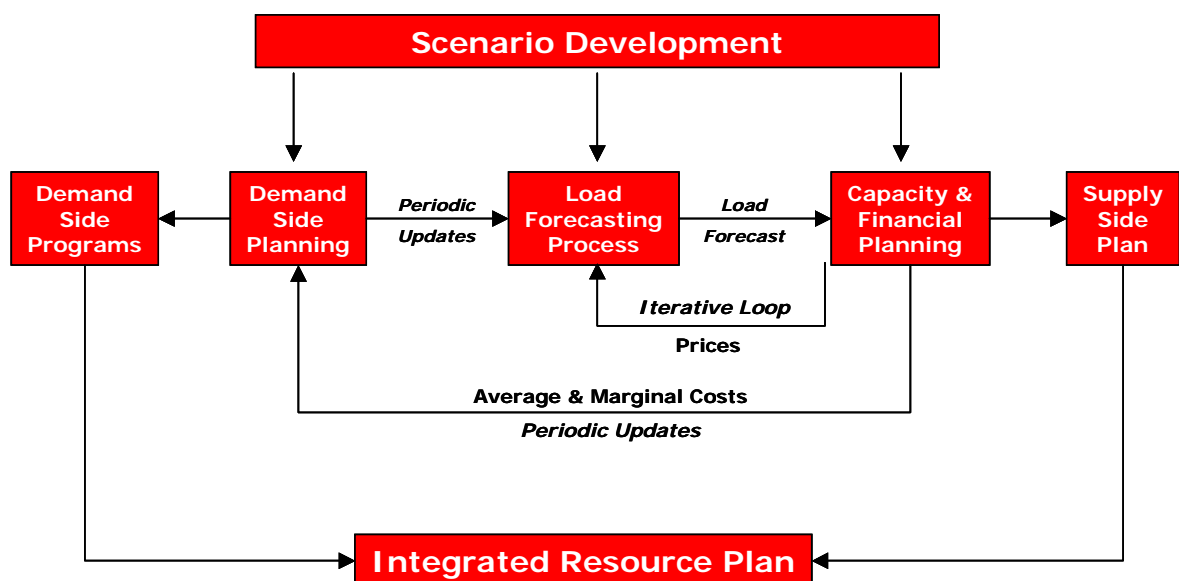 Scenario Development
Demand
Side
Programs
Demand
Side
Planning
Periodic
Updates
Load
Forecasting
Process
Load
Forecast
Capacity &
Financial
Planning
Supply
Side
Plan
Iterative Loop
Prices
Average & Marginal Costs
Periodic Updates
Integrated Resource Plan